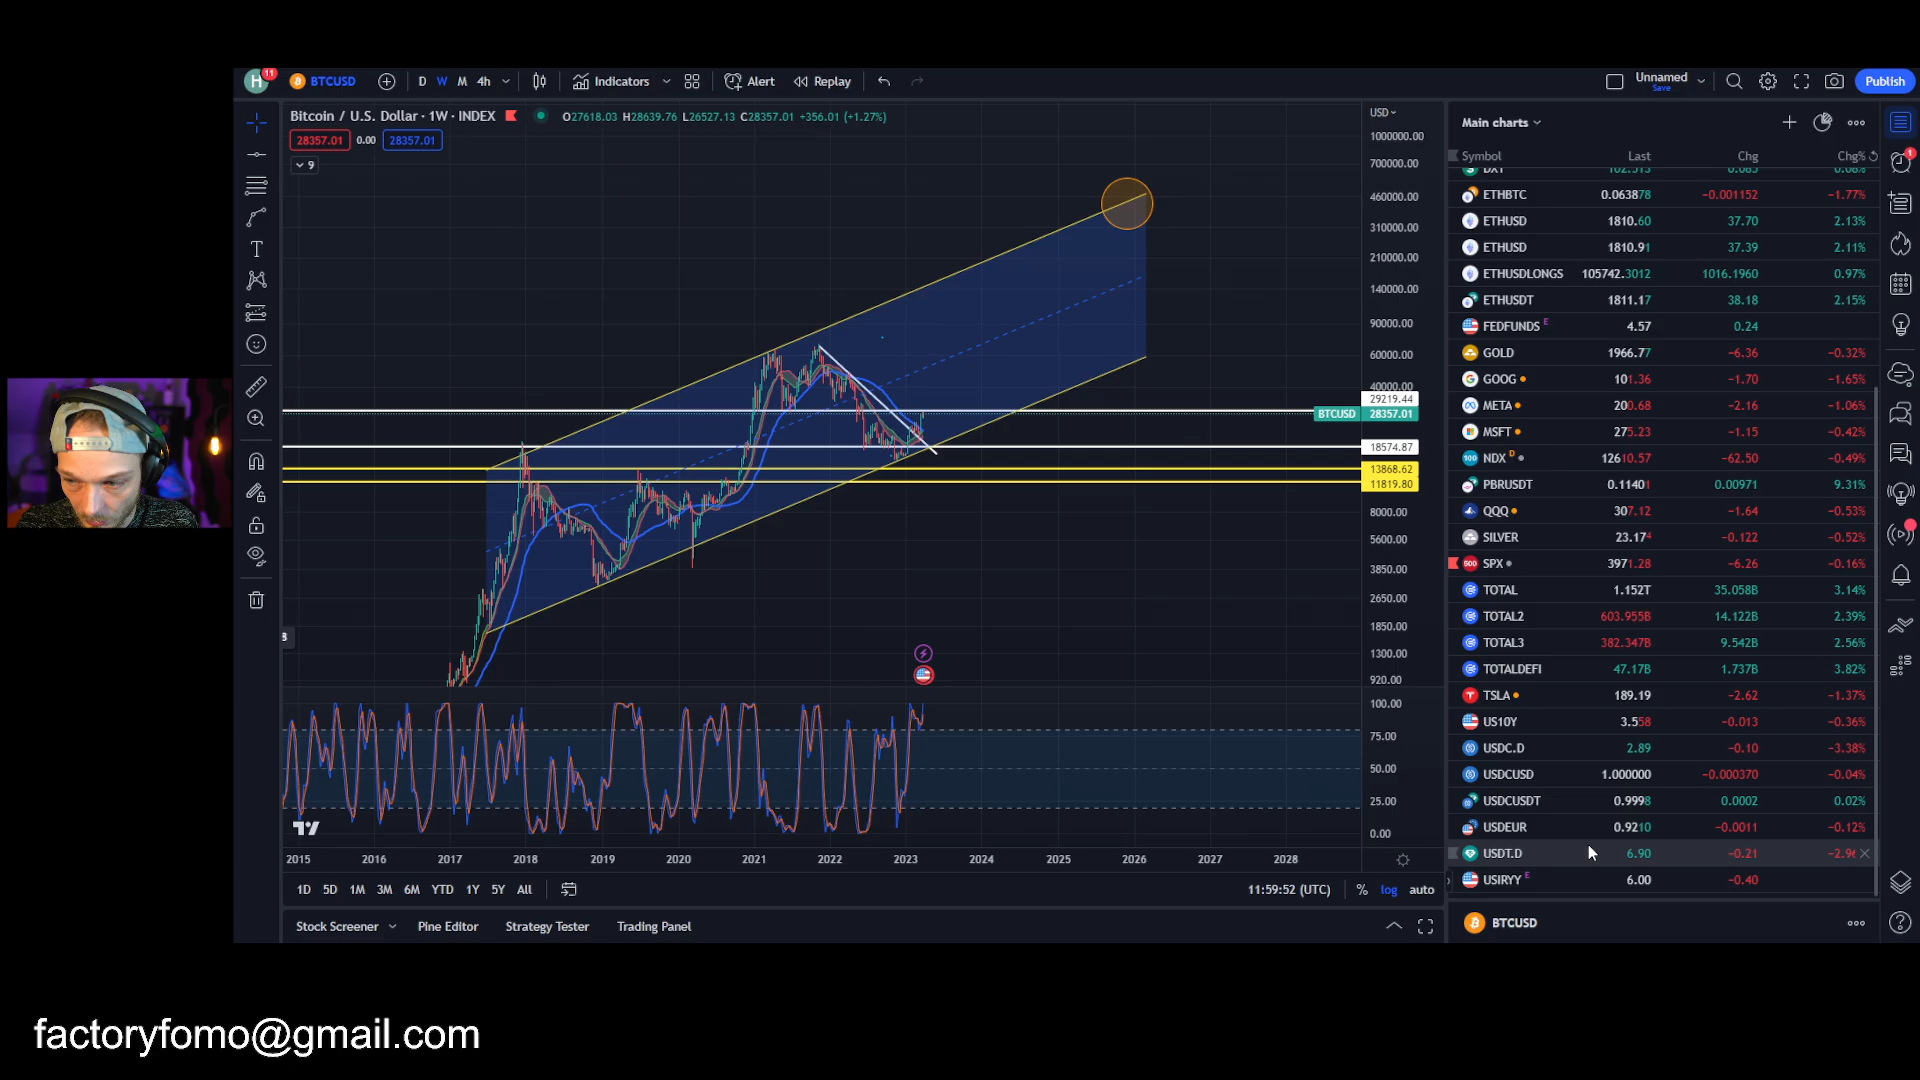 H 11 BTCUSD D W M 4h Indicators Alert Replay Unnamed Save Publish
Bitcoin / U.S. Dollar · 1W · INDEX O27618.03 H28639.76 L26527.13 C28357.01 +356.01 (+1.27%)
28357.01 0.00 28357.01
9
USD
1000000.00
700000.00
460000.00
310000.00
210000.00
140000.00
90000.00
60000.00
40000.00
29219.44
BTCUSD 28357.01
18574.87
13868.62
11819.80
8000.00
5600.00
3850.00
2650.00
1850.00
1300.00
920.00
100.00
75.00
50.00
25.00
0.00
2015 2016 2017 2018 2019 2020 2021 2022 2023 2024 2025 2026 2027 2028
1D 5D 1M 3M 6M YTD 1Y 5Y All 11:59:52 (UTC) % log auto
Stock Screener Pine Editor Strategy Tester Trading Panel
Main charts
Symbol Last Chg Chg%
DXY 102.513 0.085 0.08%
ETHBTC 0.063878 −0.001152 −1.77%
ETHUSD 1810.60 37.70 2.13%
ETHUSD 1810.91 37.39 2.11%
ETHUSDLONGS 105742.3012 1016.1960 0.97%
ETHUSDT 1811.17 38.18 2.15%
FEDFUNDS E 4.57 0.24
GOLD 1966.77 −6.36 −0.32%
GOOG 101.36 −1.70 −1.65%
META 200.68 −2.16 −1.06%
MSFT 275.23 −1.15 −0.42%
NDX D 12610.57 −62.50 −0.49%
PBRUSDT 0.11401 0.00971 9.31%
QQQ 307.12 −1.64 −0.53%
SILVER 23.174 −0.122 −0.52%
SPX 3971.28 −6.26 −0.16%
TOTAL 1.152T 35.058B 3.14%
TOTAL2 603.955B 14.122B 2.39%
TOTAL3 382.347B 9.542B 2.56%
TOTALDEFI 47.17B 1.737B 3.82%
TSLA 189.19 −2.62 −1.37%
US10Y 3.558 −0.013 −0.36%
USDC.D 2.89 −0.10 −3.38%
USDCUSD 1.000000 −0.000370 −0.04%
USDCUSDT 0.9998 0.0002 0.02%
USDEUR 0.9210 −0.0011 −0.12%
USDT.D 6.90 −0.21
USIRYY E 6.00 −0.40
BTCUSD
factoryfomo@gmail.com